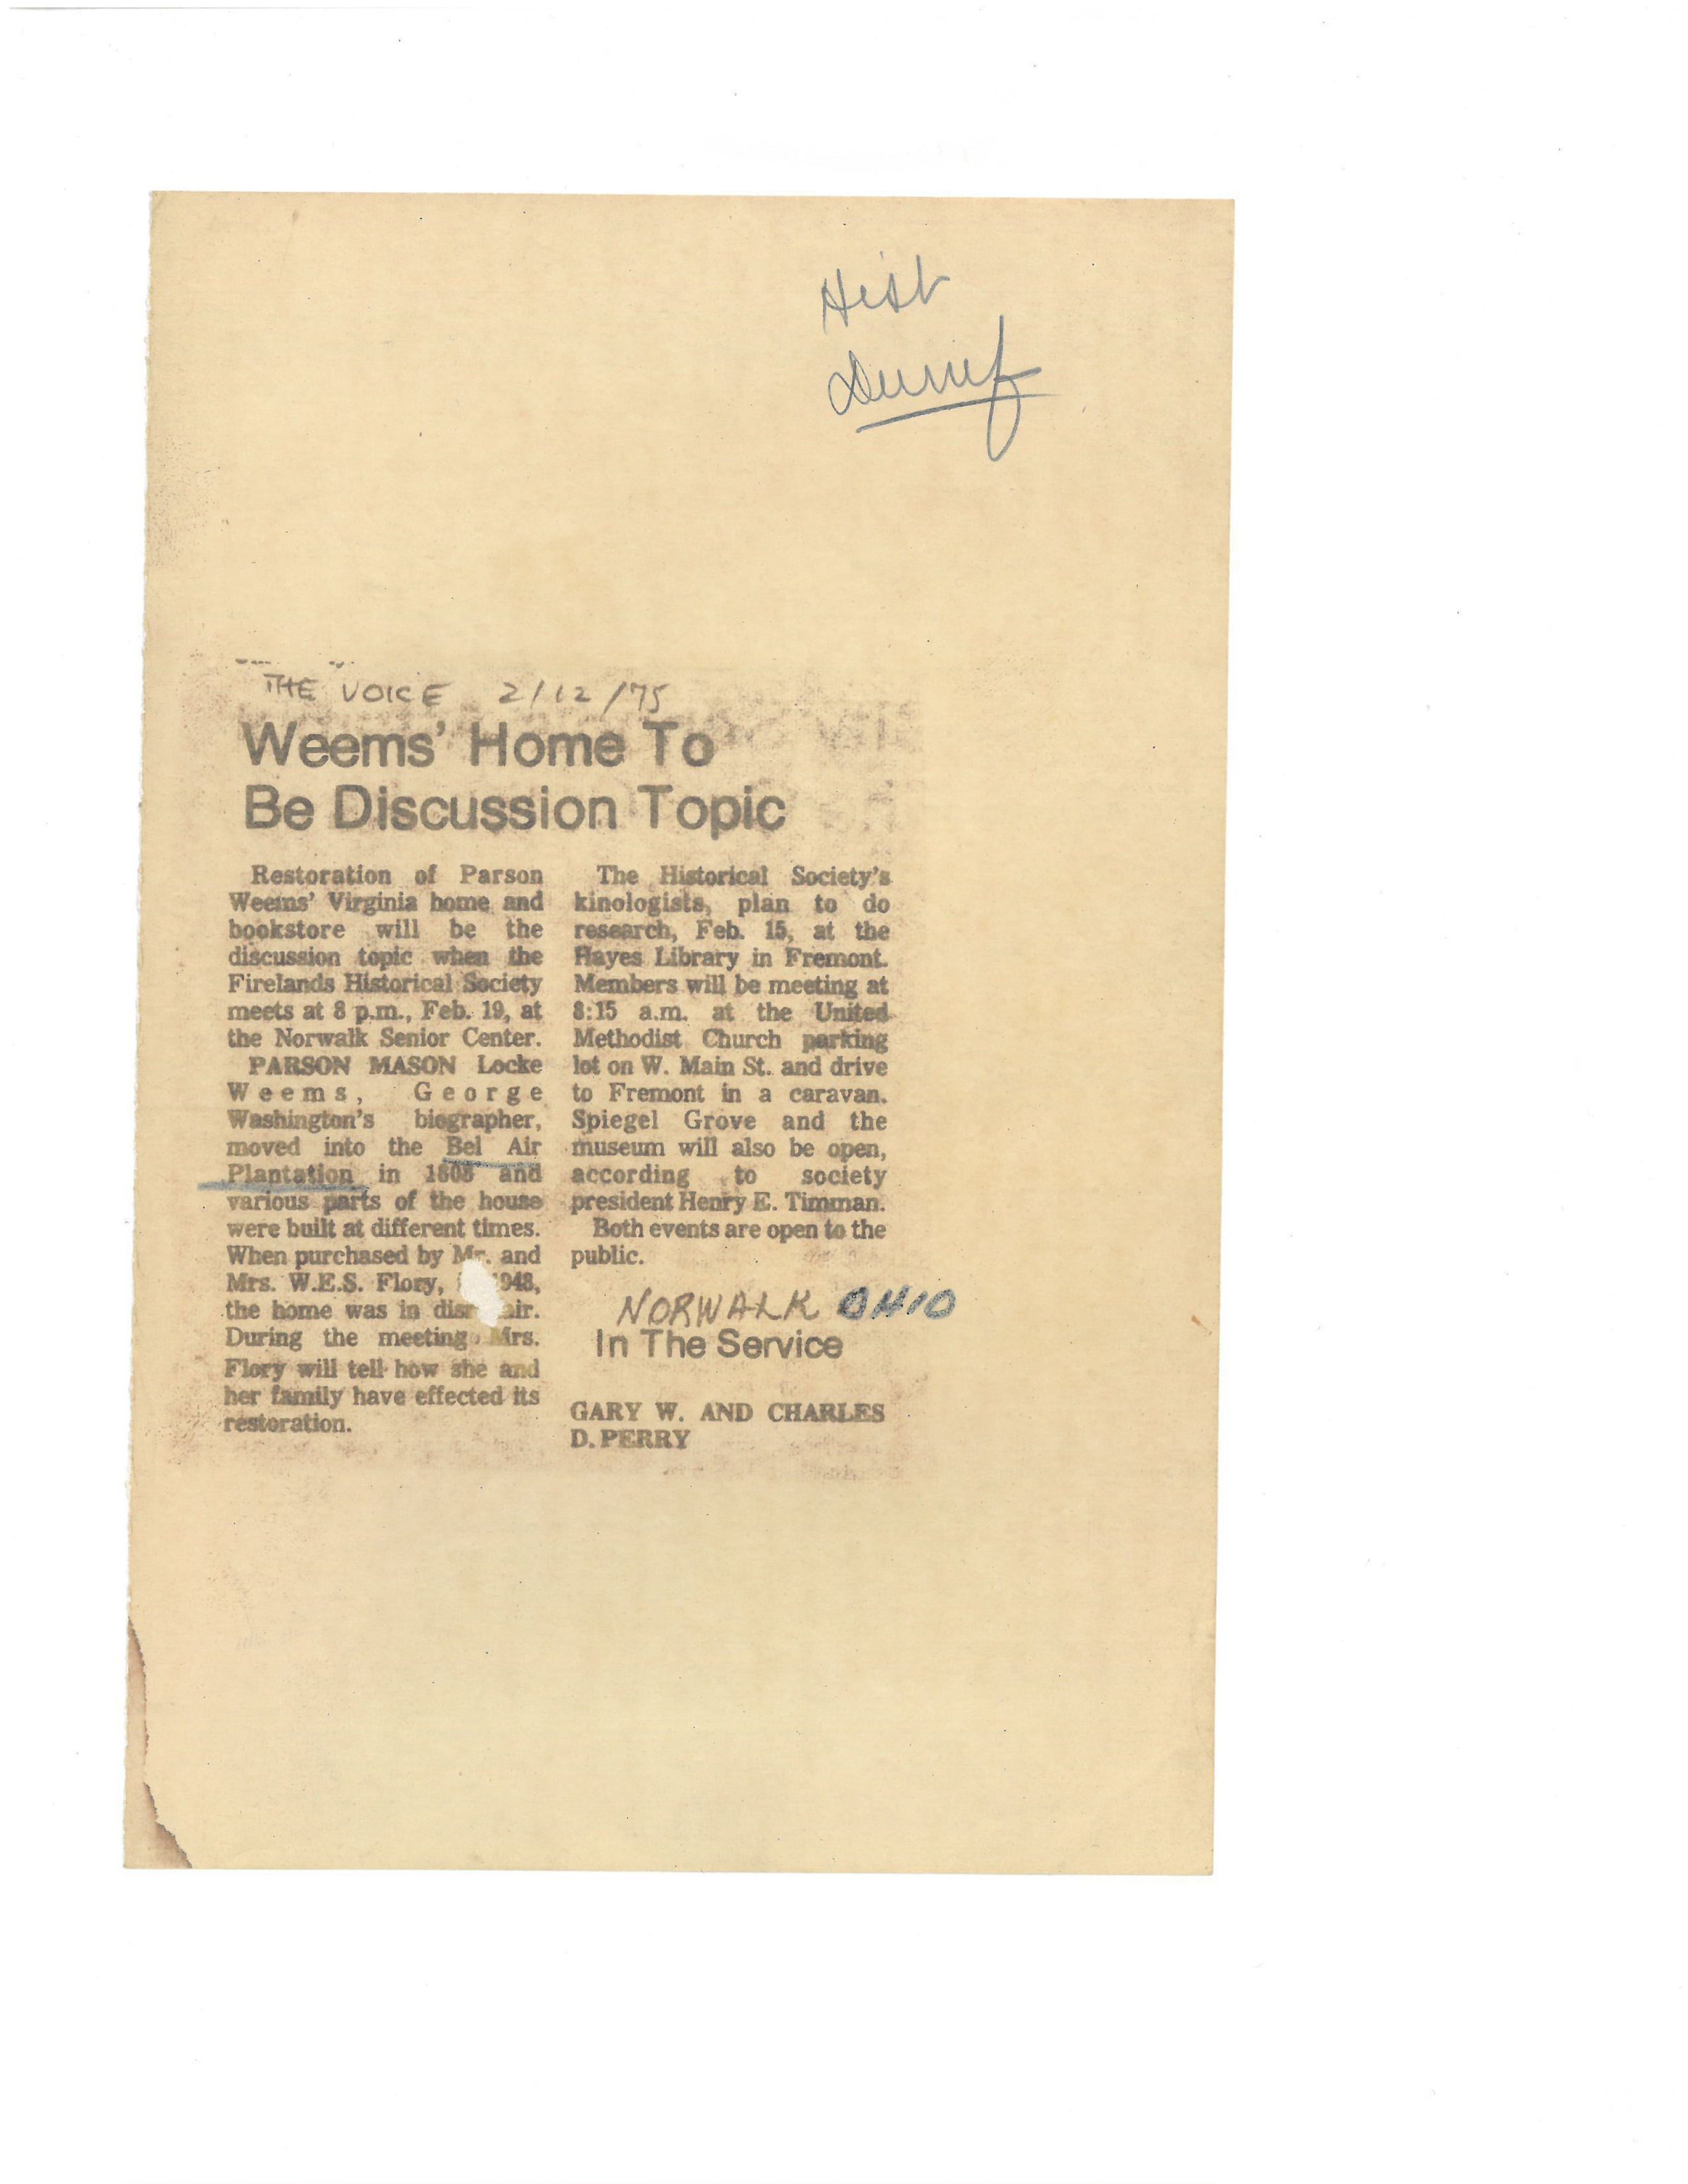 Hist
Dumf
THE VOICE 2/12/75
Weems' Home To
Be Discussion Topic
Restoration of Parson
Weems' Virginia home and
bookstore will be the
discussion topic when the
Firelands Historical Society
meets at 8 p.m., Feb. 19, at
the Norwalk Senior Center.
PARSON MASON Locke
Weems, George
Washington's biographer,
moved into the Bel Air
Plantation in and
various parts of the house
were built at different times.
When purchased by Mr. and
Mrs. W.E.S. Flory, 948,
the home was in
During the meeting Mrs.
Flory will tell how she and
her family have effected its
restoration.
The Historical Society's
kinologists, plan to do
research, Feb. 15, at the
Hayes Library in Fremont.
Members will be meeting at
8:15 a.m. at the United
Methodist Church parking
lot on W. Main St. and drive
to Fremont in a caravan.
Spiegel Grove and the
museum will also be open,
according to society
president Henry E. Timman.
Both events are open to the
public.
NORWALK OHIO
In The Service
GARY W. AND CHARLES
D. PERRY